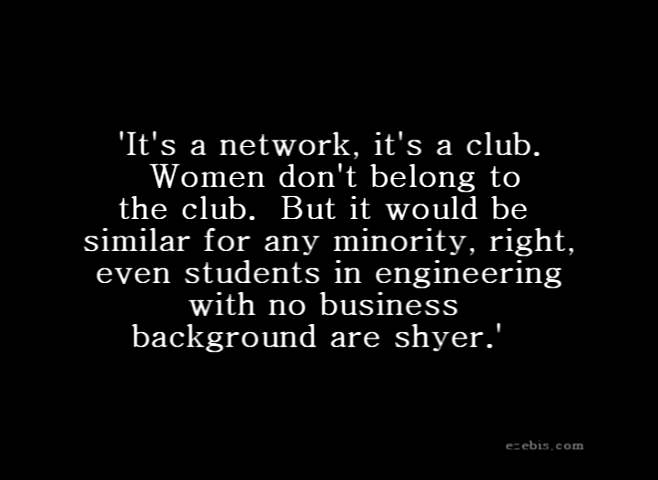 'It's a network, it's a club.
Women don't belong to
the club. But it would be
similar for any minority, right,
even students in engineering
with no business
background are shyer.'
ezebis.com